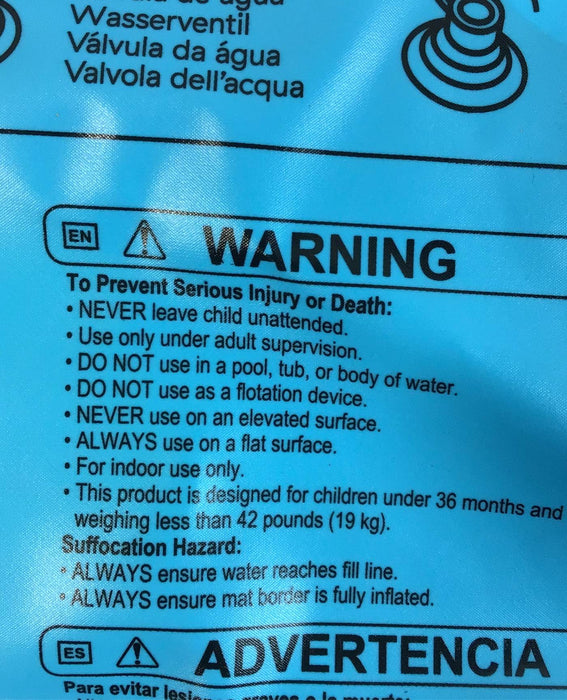 de agua
Wasserventil
Válvula da água
Valvola dell'acqua
EN WARNING
To Prevent Serious Injury or Death:
• NEVER leave child unattended.
• Use only under adult supervision.
• DO NOT use in a pool, tub, or body of water.
• DO NOT use as a flotation device.
• NEVER use on an elevated surface.
• ALWAYS use on a flat surface.
• For indoor use only.
• This product is designed for children under 36 months and
weighing less than 42 pounds (19 kg).
Suffocation Hazard:
• ALWAYS ensure water reaches fill line.
• ALWAYS ensure mat border is fully inflated.
ES ADVERTENCIA
Para evitar